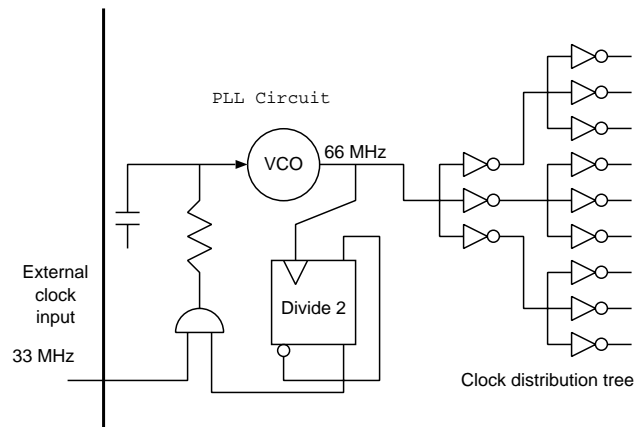 PLL Circuit
VCO
66 MHz
External
clock
input
Divide 2
33 MHz
Clock distribution tree